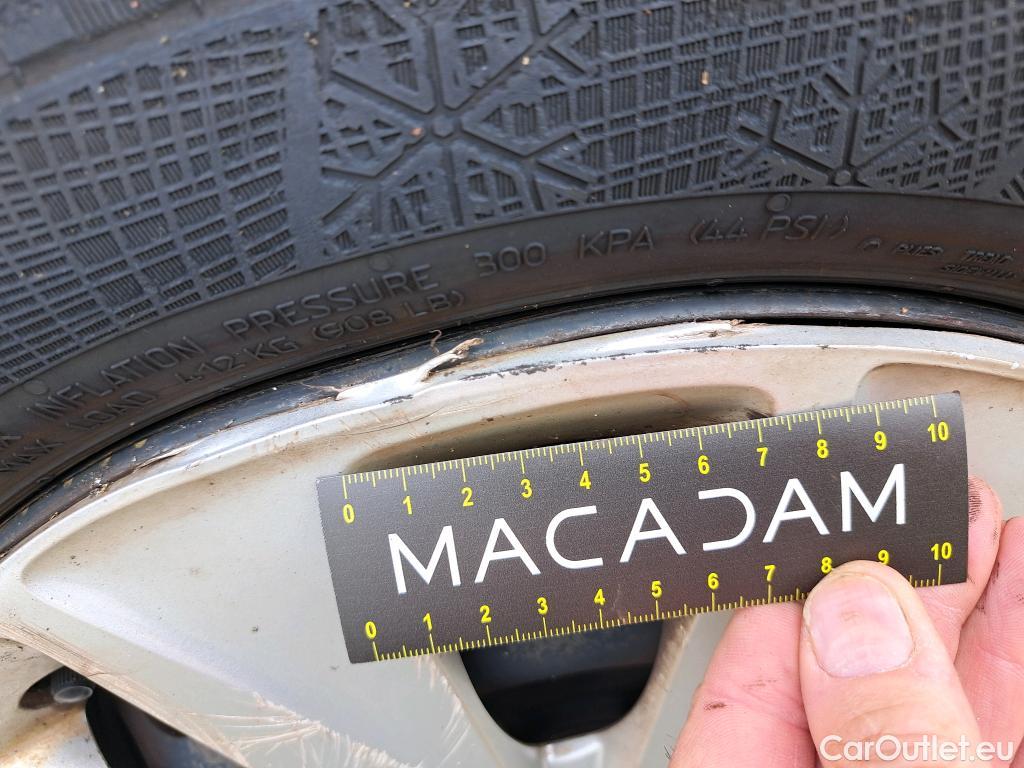 INFLATION PRESSURE 300 KPA (44 PSI)
MAX LOAD 412 KG (908 LB)
0 1 2 3 4 5 6 7 8 9 10
MACADAM
0 1 2 3 4 5 6 7 8 9 10
CarOutlet.eu